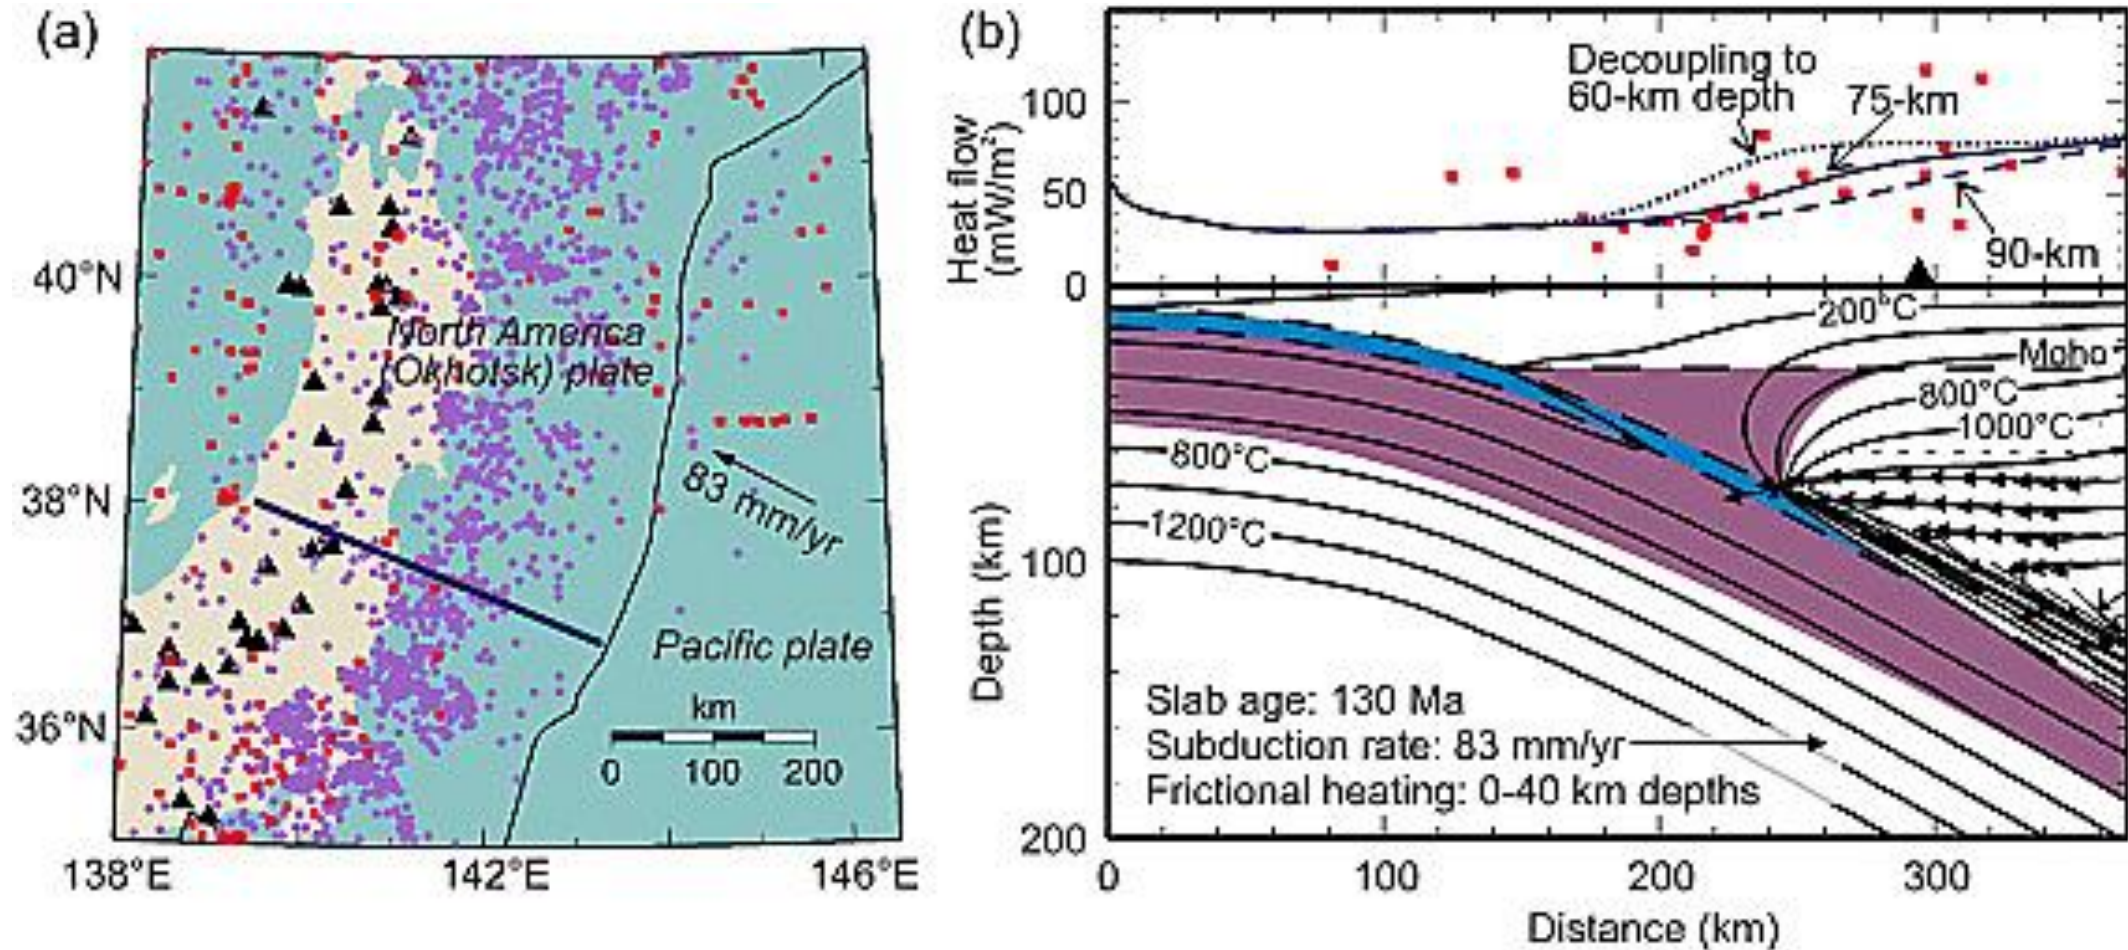 (a)
40°N
38°N
36°N
138°E
142°E
146°E
North America
(Okhotsk) plate
83 mm/yr
Pacific plate
km
0
100
200
(b)
Heat flow
(mW/m²)
100
50
0
Decoupling to
60-km depth
75-km
90-km
Depth (km)
100
200
200°C
Moho
800°C
1000°C
800°C
1200°C
Slab age: 130 Ma
Subduction rate: 83 mm/yr
Frictional heating: 0-40 km depths
0
100
200
300
Distance (km)